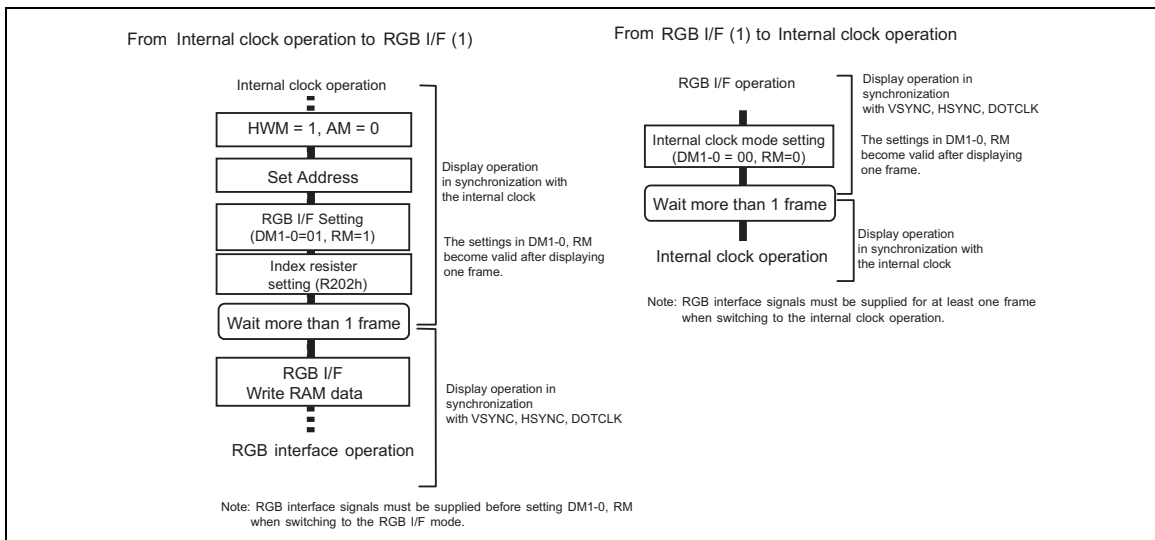 From Internal clock operation to RGB I/F (1)
Internal clock operation
HWM = 1, AM = 0
Set Address
RGB I/F Setting
(DM1-0=01, RM=1)
Index resister
setting (R202h)
Wait more than 1 frame
RGB I/F
Write RAM data
RGB interface operation
Display operation
in synchronization with
the internal clock
The settings in DM1-0, RM
become valid after displaying
one frame.
Display operation in
synchronization
with VSYNC, HSYNC, DOTCLK
Note: RGB interface signals must be supplied before setting DM1-0, RM
when switching to the RGB I/F mode.
From RGB I/F (1) to Internal clock operation
RGB I/F operation
Internal clock mode setting
(DM1-0 = 00, RM=0)
Wait more than 1 frame
Internal clock operation
Display operation in
synchronization
with VSYNC, HSYNC, DOTCLK
The settings in DM1-0, RM
become valid after displaying
one frame.
Display operation
in synchronization with
the internal clock
Note: RGB interface signals must be supplied for at least one frame
when switching to the internal clock operation.